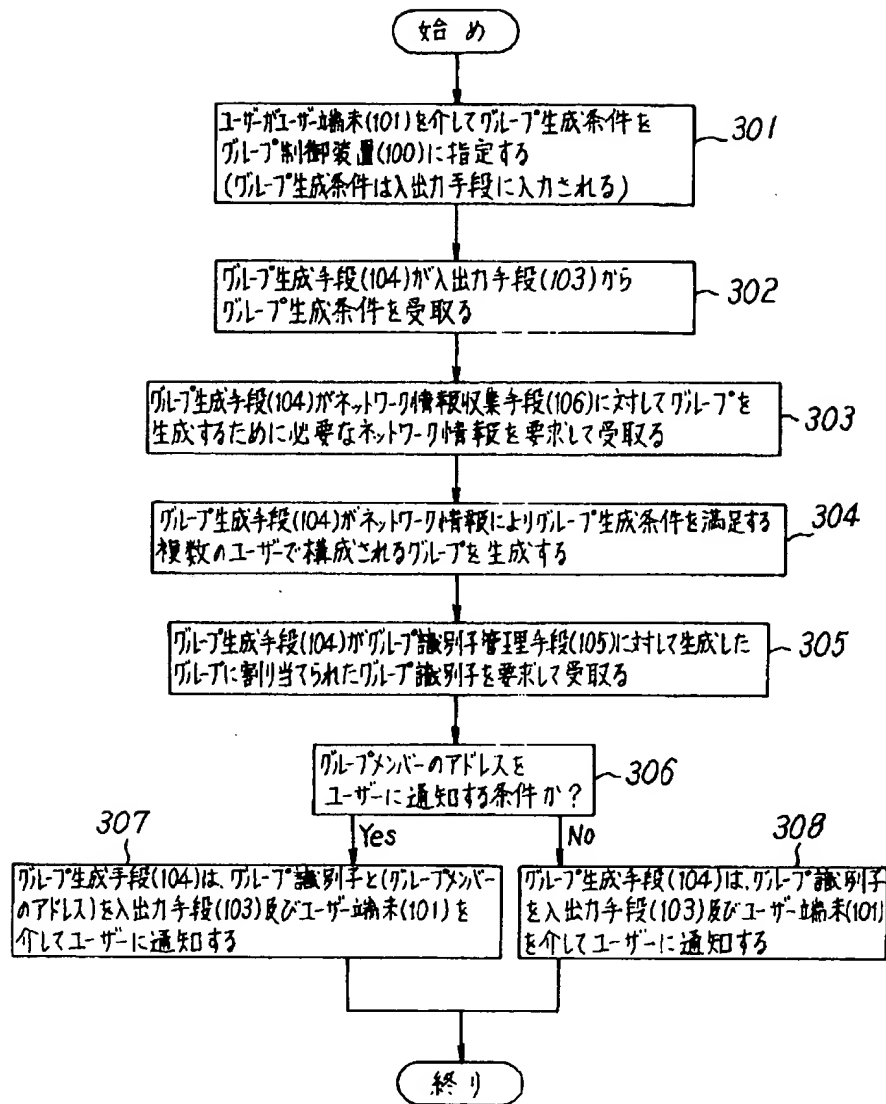 始め
ユーザーがユーザー端末(101)を介してグループ生成条件を
グループ制御装置(100)に指定する
(グループ生成条件は入出力手段に入力される)
301
グループ生成手段(104)が入出力手段(103)から
グループ生成条件を受取る
302
グループ生成手段(104)がネットワーク情報収集手段(106)に対してグループを
生成するために必要なネットワーク情報を要求して受取る
303
グループ生成手段(104)がネットワーク情報によりグループ生成条件を満足する
複数のユーザーで構成されるグループを生成する
304
グループ生成手段(104)がグループ識別子管理手段(105)に対して生成した
グループに割り当てられたグループ識別子を要求して受取る
305
グループメンバーのアドレスを
ユーザーに通知する条件か?
306
307
Yes
No
308
グループ生成手段(104)は、グループ識別子と(グループメンバー
のアドレス)を入出力手段(103)及びユーザー端末(101)を
介してユーザーに通知する
グループ生成手段(104)は、グループ識別子
を入出力手段(103)及びユーザー端末(101)
を介してユーザーに通知する
終り